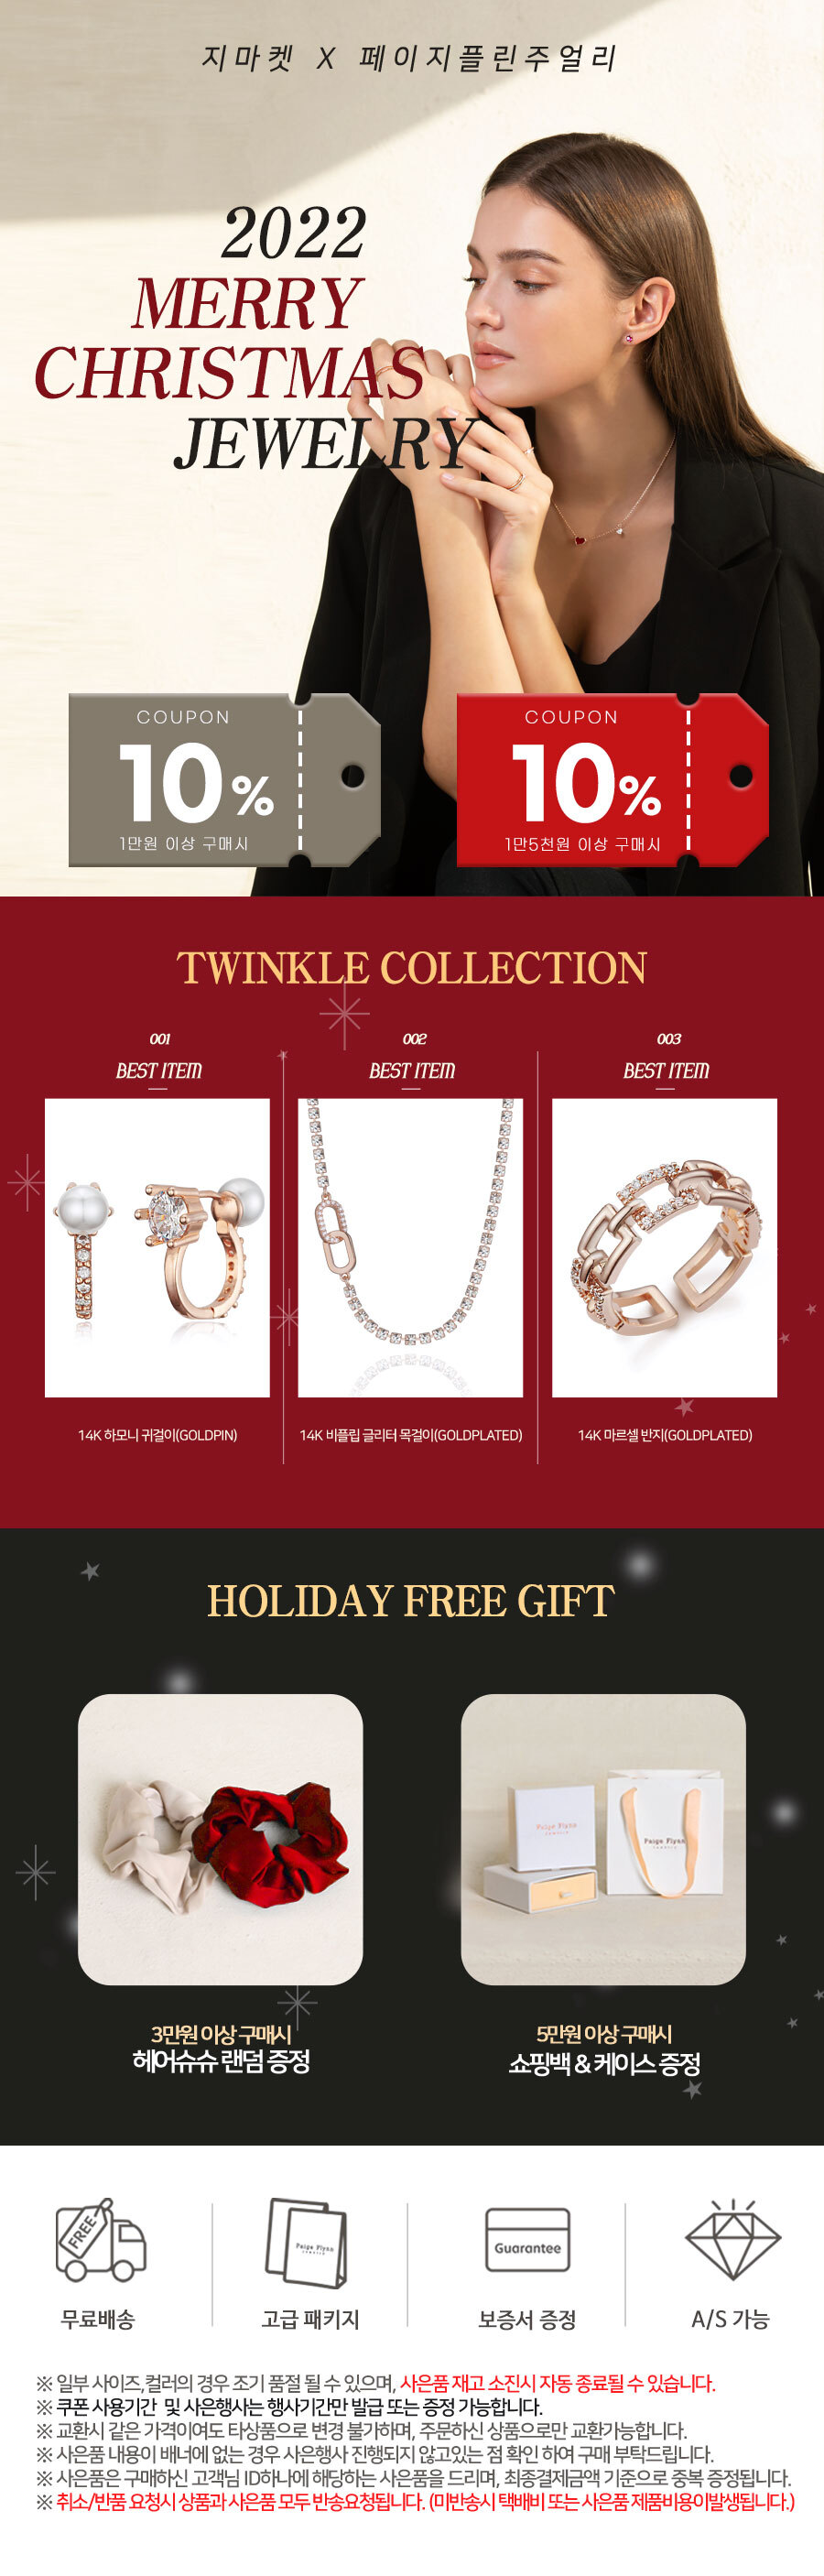 지마켓 X 페이지플린주얼리
2022
MERRY
CHRISTMAS
JEWELRY
COUPON
10%
1만원 이상 구매시
COUPON
10%
1만5천원 이상 구매시
TWINKLE COLLECTION
001
BEST ITEM
002
BEST ITEM
003
BEST ITEM
14K 하모니 귀걸이(GOLDPIN)
14K 비플립 글리터 목걸이(GOLDPLATED)
14K 마르셀 반지(GOLDPLATED)
HOLIDAY FREE GIFT
Paige Flynn
Paige Flynn
3만원 이상 구매시
헤어슈슈 랜덤 증정
5만원 이상 구매시
쇼핑백 & 케이스 증정
FREE
Paige Flynn
Guarantee
무료배송
고급 패키지
보증서 증정
A/S 가능
※ 일부 사이즈,컬러의 경우 조기 품절 될 수 있으며, 사은품 재고 소진시 자동 종료될 수 있습니다.
※ 쿠폰 사용기간 및 사은행사는 행사기간만 발급 또는 증정 가능합니다.
※ 교환시 같은 가격이여도 타상품으로 변경 불가하며, 주문하신 상품으로만 교환가능합니다.
※ 사은품 내용이 배너에 없는 경우 사은행사 진행되지 않고있는 점 확인 하여 구매 부탁드립니다.
※ 사은품은 구매하신 고객님 ID하나에 해당하는 사은품을 드리며, 최종결제금액 기준으로 중복 증정됩니다.
※ 취소/반품 요청시 상품과 사은품 모두 반송요청됩니다. (미반송시 택배비 또는 사은품 제품비용이발생됩니다.)